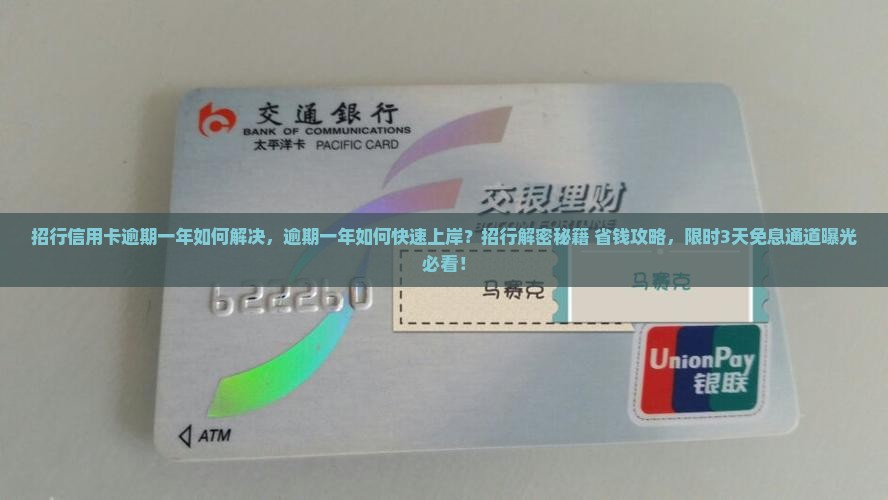 交通銀行
BANK OF COMMUNICATIONS
太平洋卡 PACIFIC CARD
交银理财
招行信用卡逾期一年如何解决，逾期一年如何快速上岸？招行解密秘籍 省钱攻略，限时3天免息通道曝光
必看！
622260
马赛克
马赛克
UnionPay
银联
ATM